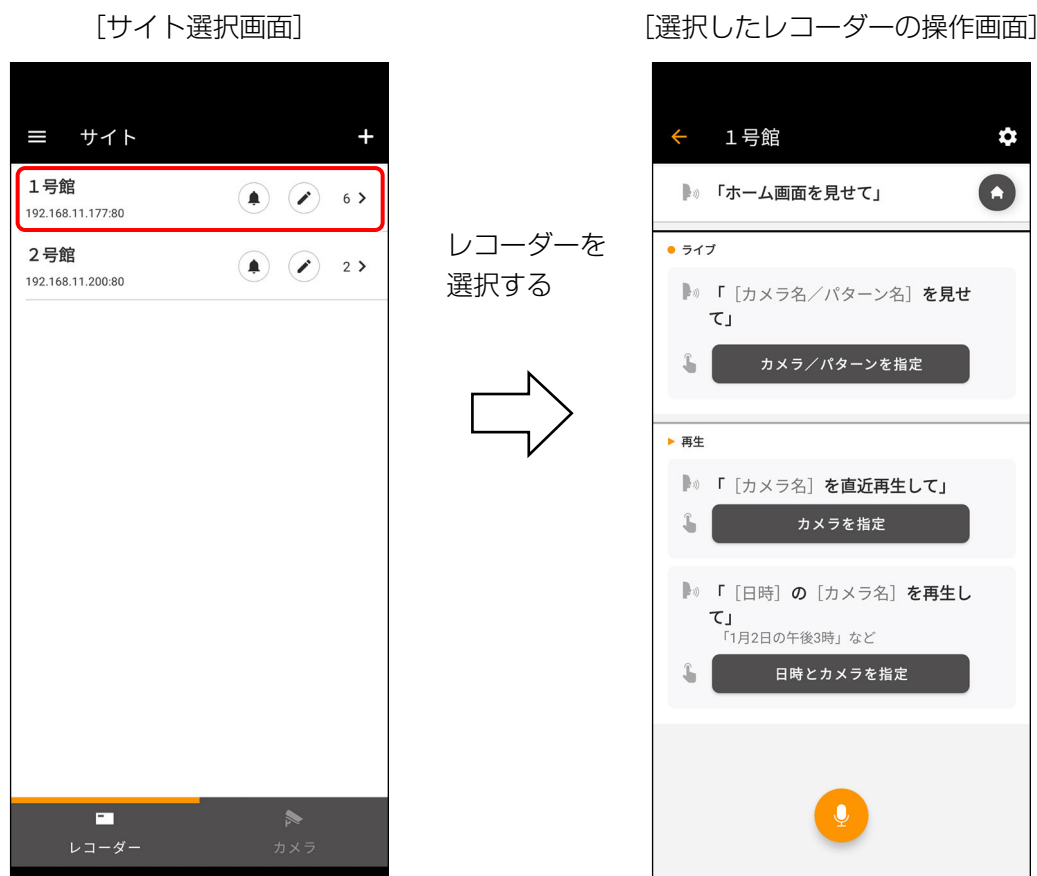 [サイト選択画面]
サイト
+
1号館
192.168.11.177:80
6
2号館
192.168.11.200:80
2
レコーダー
カメラ
レコーダーを
選択する
[選択したレコーダーの操作画面]
1号館
「ホーム画面を見せて」
ライブ
「[カメラ名/パターン名]を見せ
て」
カメラ/パターンを指定
再生
「[カメラ名]を直近再生して」
カメラを指定
「[日時]の[カメラ名]を再生し
て」
「1月2日の午後3時」など
日時とカメラを指定